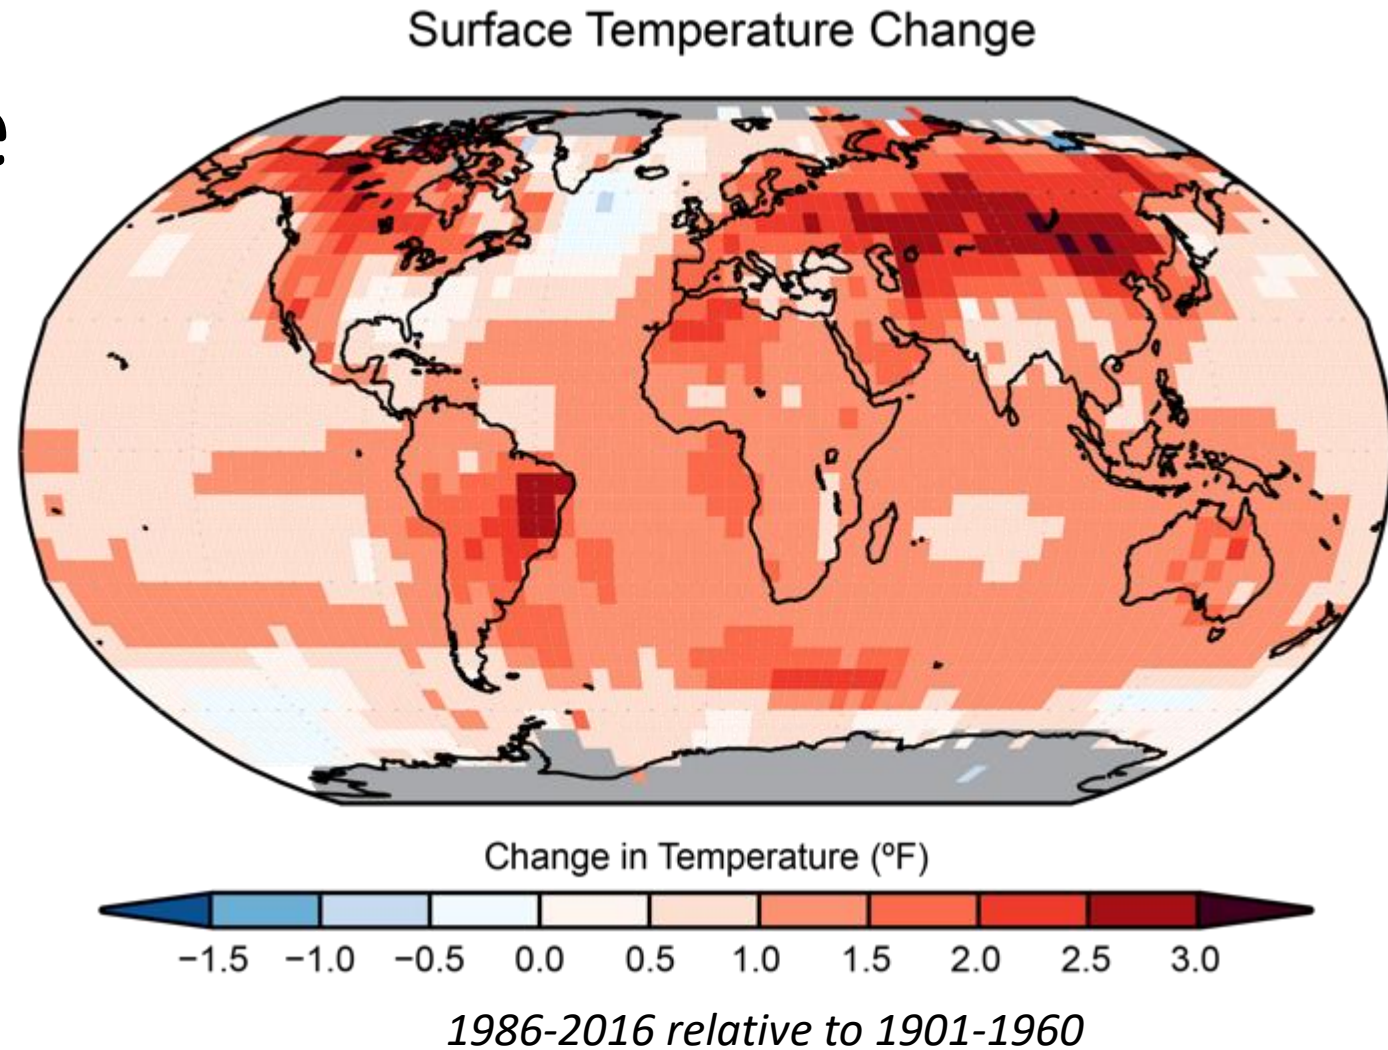 Surface Temperature Change
e
Change in Temperature (ºF)
−1.5 −1.0 −0.5 0.0 0.5 1.0 1.5 2.0 2.5 3.0
1986-2016 relative to 1901-1960